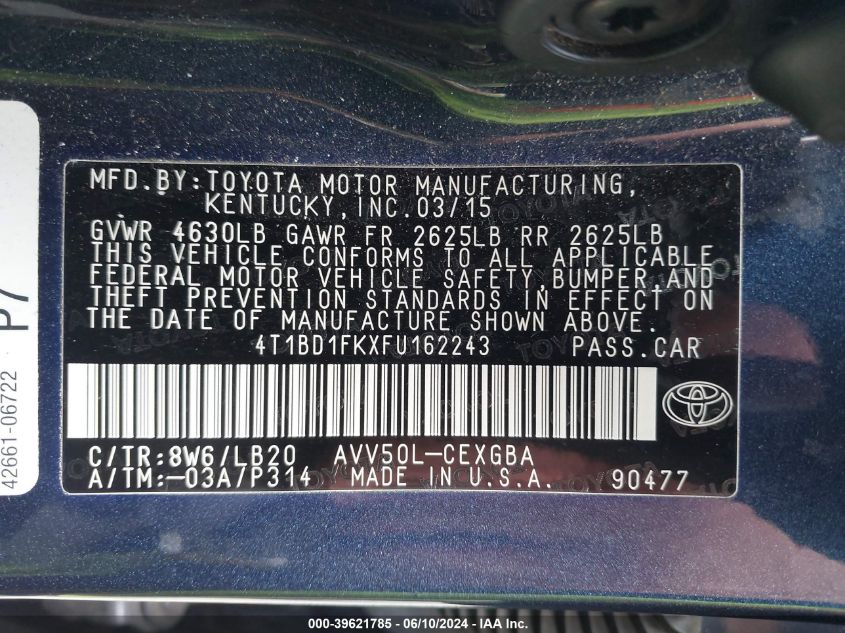 MFD.BY:TOYOTA MOTOR MANUFACTURING,
KENTUCKY,INC.03/15
GVWR 4630LB GAWR FR 2625LB RR 2625LB
THIS VEHICLE CONFORMS TO ALL APPLICABLE
FEDERAL MOTOR VEHICLE SAFETY,BUMPER,AND
THEFT PREVENTION STANDARDS IN EFFECT ON
THE DATE OF MANUFACTURE SHOWN ABOVE.
4T1BD1FKXFU162243 PASS.CAR
C/TR:8W6/LB20 AVV50L-CEXGBA
A/TM:-03A/P314 MADE IN U.S.A. 90477
42661-06722 P7
000-39621785 - 06/10/2024 - IAA Inc.